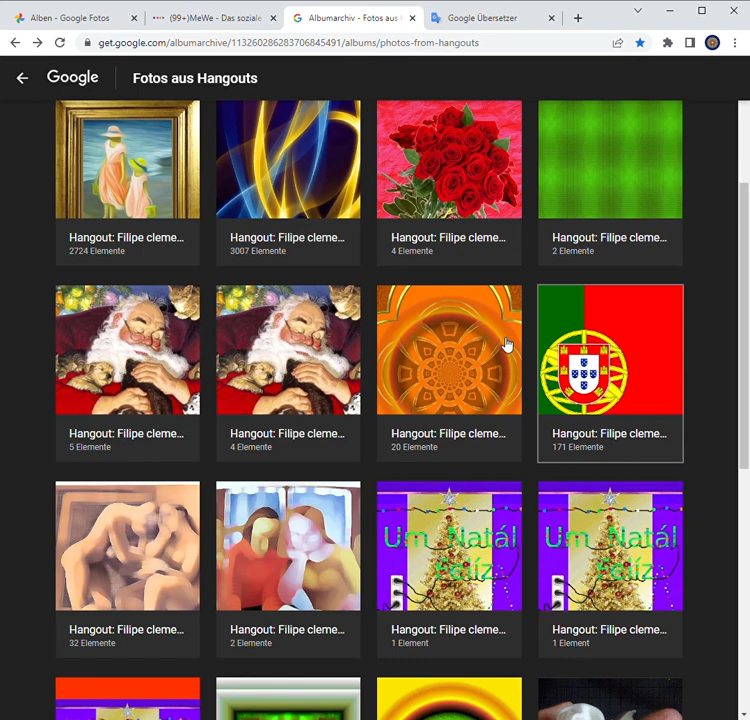 Alben - Google Fotos
(99+)MeWe - Das soziale
Albumarchiv - Fotos aus
Google Übersetzer
get.google.com/albumarchive/113260286283706845491/albums/photos-from-hangouts
Google
Fotos aus Hangouts
Hangout: Filipe cleme...
Hangout: Filipe cleme...
Hangout: Filipe cleme...
Hangout: Filipe cleme...
2724 Elemente
3007 Elemente
4 Elemente
2 Elemente
Hangout: Filipe cleme...
Hangout: Filipe cleme...
Hangout: Filipe cleme...
Hangout: Filipe cleme...
5 Elemente
4 Elemente
20 Elemente
171 Elemente
Um Natál
Felíz
Um Natál
Felíz
Hangout: Filipe cleme...
Hangout: Filipe cleme...
Hangout: Filipe cleme...
Hangout: Filipe cleme...
32 Elemente
2 Elemente
1 Element
1 Element